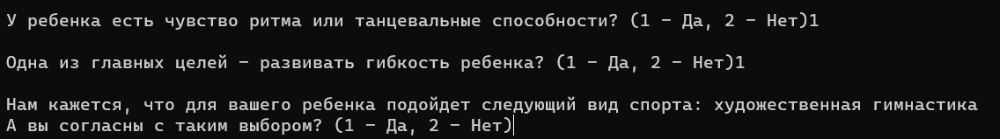 У ребенка есть чувство ритма или танцевальные способности? (1 - Да, 2 - Нет)1
Одна из главных целей - развивать гибкость ребенка? (1 - Да, 2 - Нет)1
Нам кажется, что для вашего ребенка подойдет следующий вид спорта: художественная гимнастика
А вы согласны с таким выбором? (1 - Да, 2 - Нет)